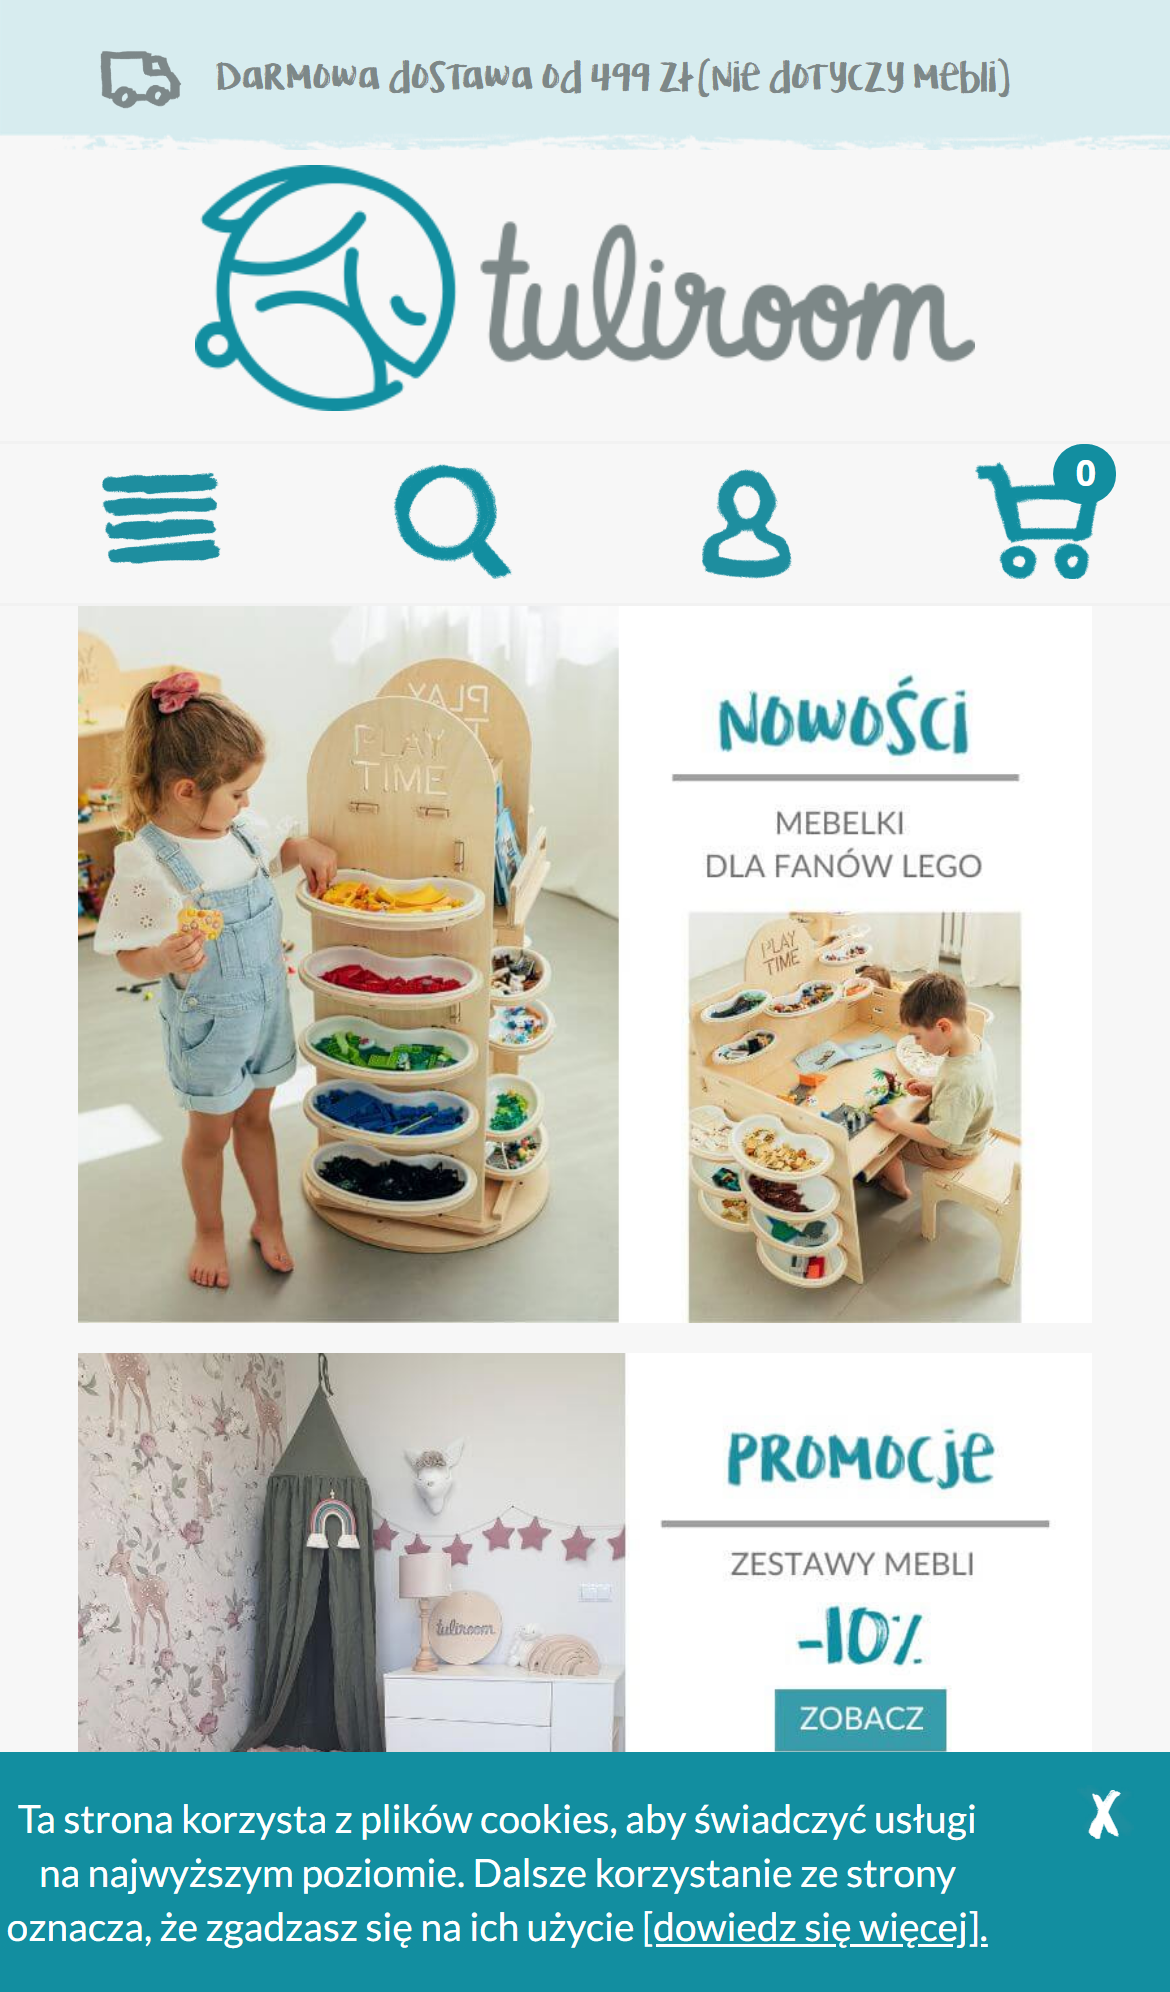 Darmowa dostawa od 499 zł (nie dotyczy mebli)
tuliroom
0
PLAY
PLAY
TIME
NOWOŚCI
MEBELKI
DLA FANÓW LEGO
PLAY
TIME
PROMOCJE
ZESTAWY MEBLI
-10%
tuliroom
ZOBACZ
Ta strona korzysta z plików cookies, aby świadczyć usługi
na najwyższym poziomie. Dalsze korzystanie ze strony
oznacza, że zgadzasz się na ich użycie [dowiedz się więcej].
X